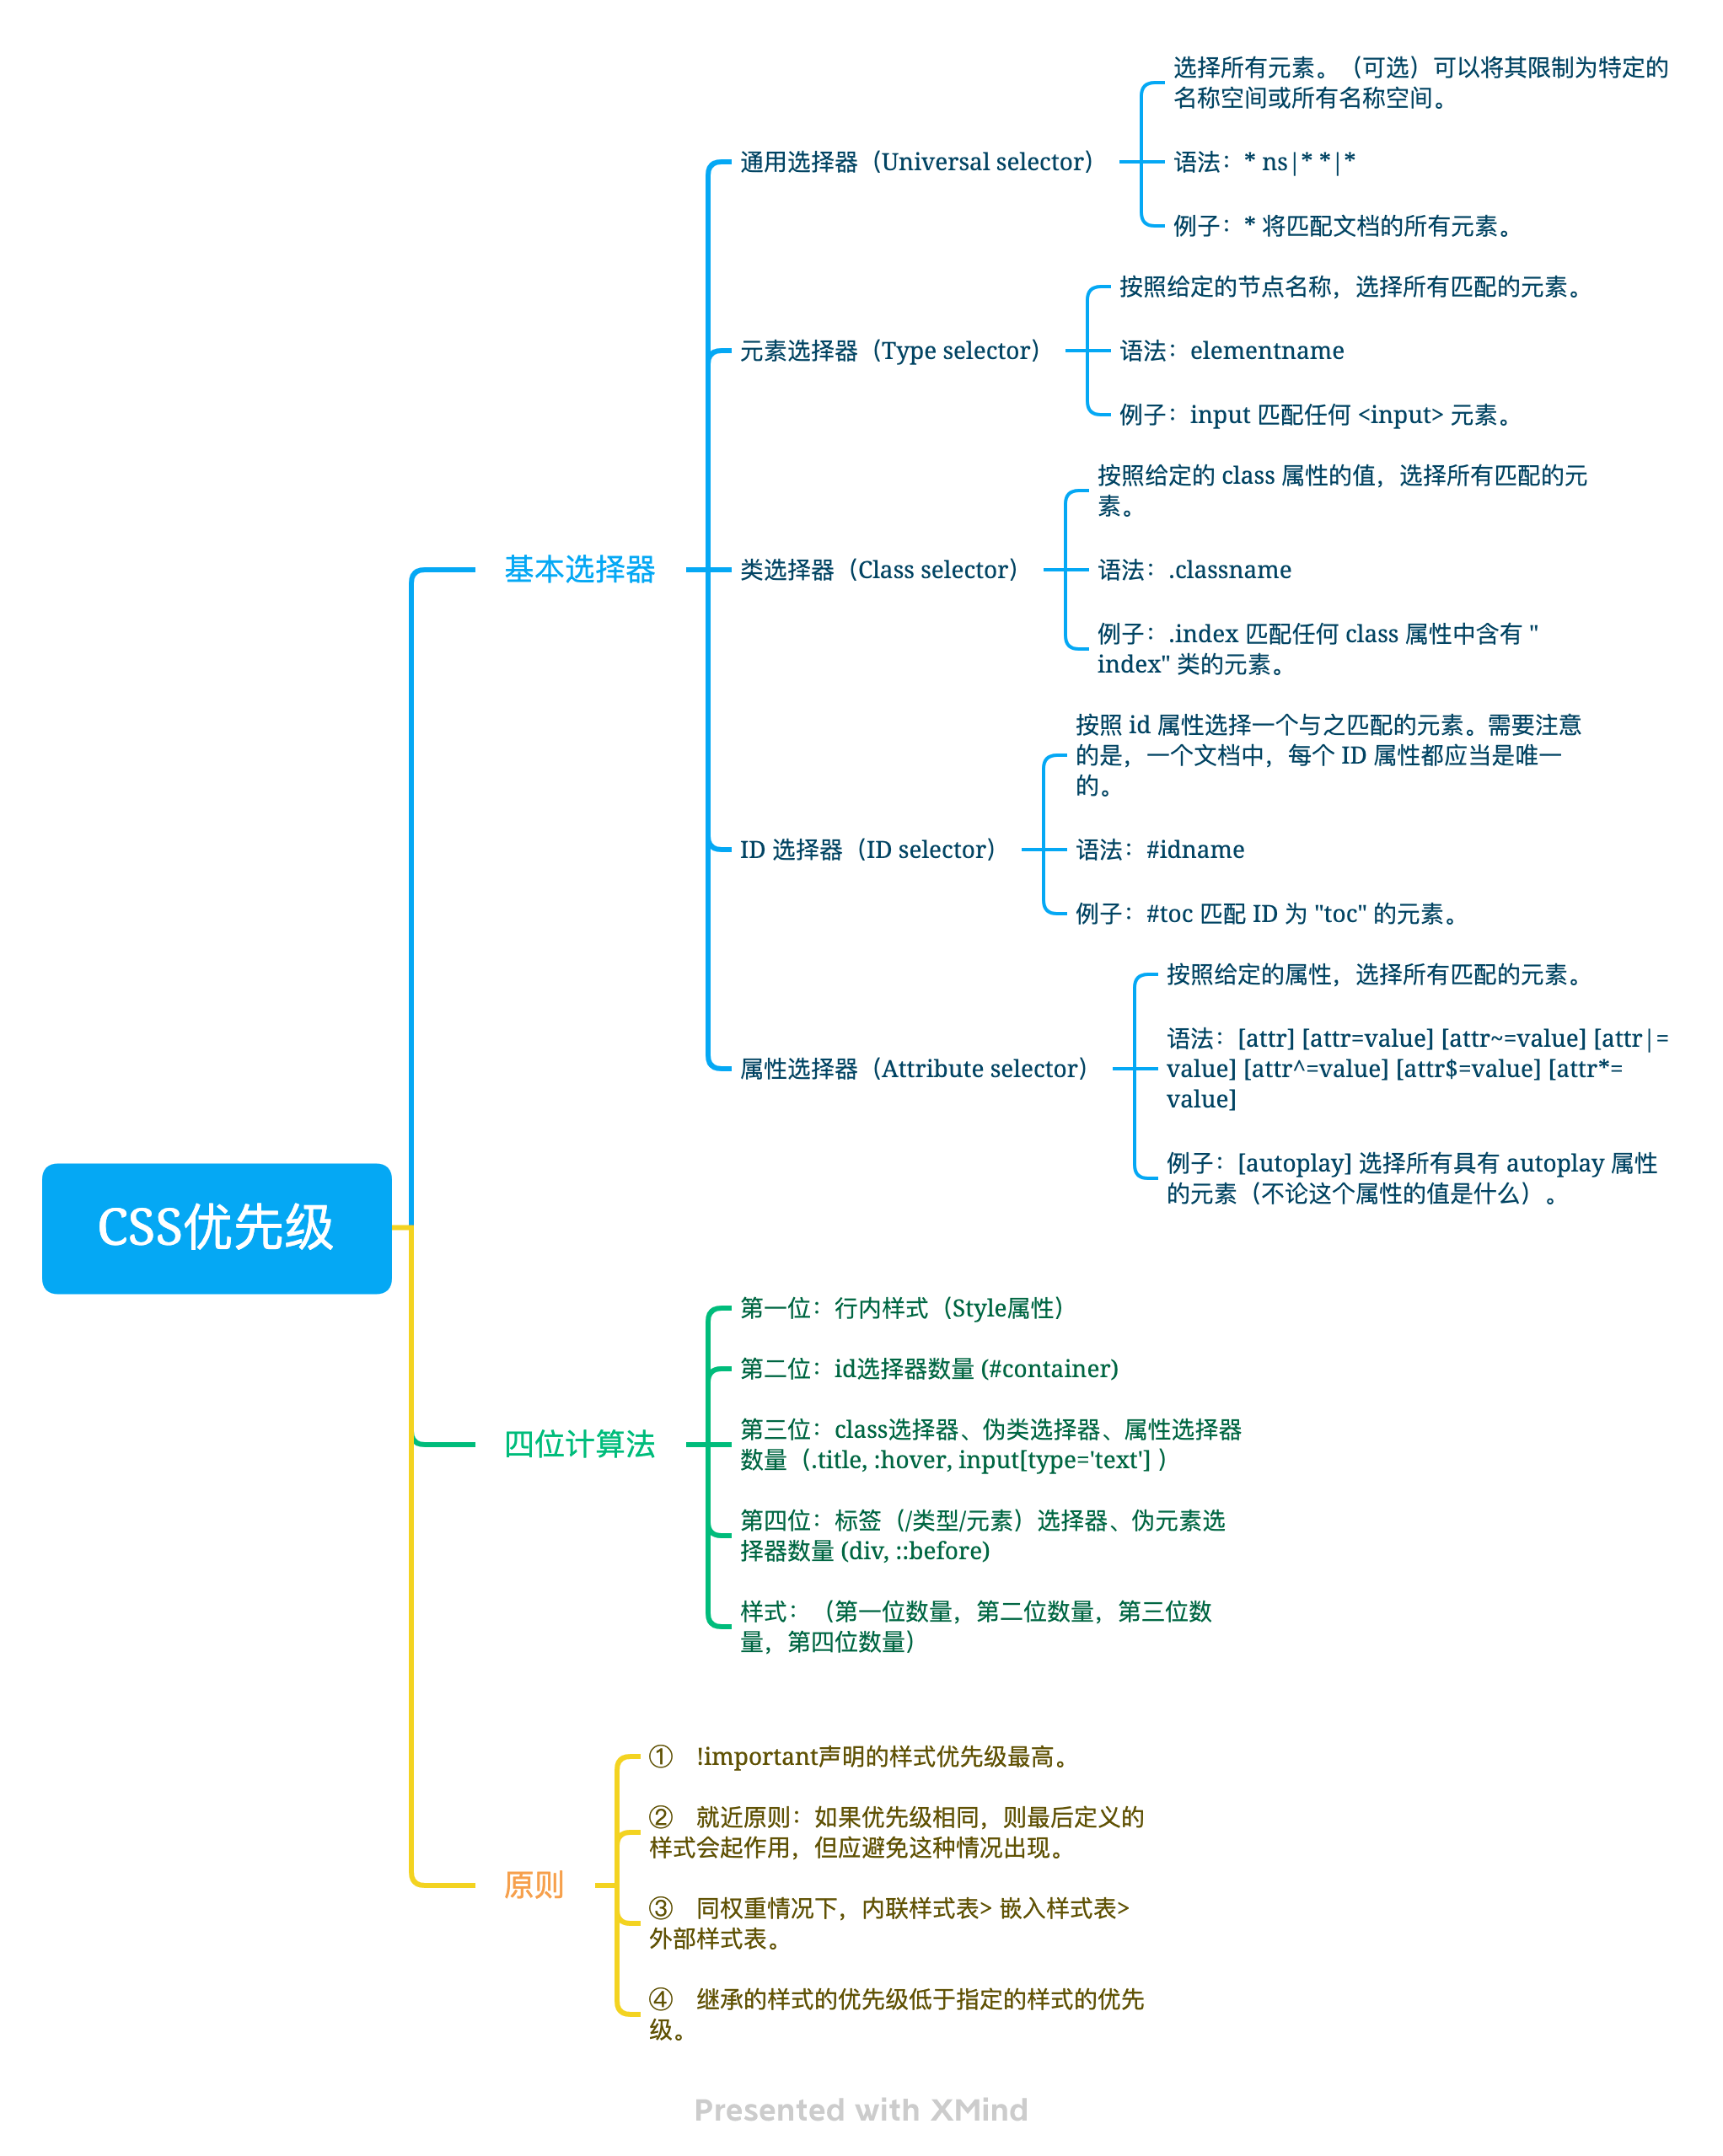 选择所有元素。（可选）可以将其限制为特定的
名称空间或所有名称空间。
通用选择器（Universal selector）
语法：* ns|* *|*
例子：* 将匹配文档的所有元素。
按照给定的节点名称，选择所有匹配的元素。
元素选择器（Type selector）
语法：elementname
例子：input 匹配任何 <input> 元素。
按照给定的 class 属性的值，选择所有匹配的元
素。
基本选择器
类选择器（Class selector）
语法：.classname
例子：.index 匹配任何 class 属性中含有 "
index" 类的元素。
按照 id 属性选择一个与之匹配的元素。需要注意
的是，一个文档中，每个 ID 属性都应当是唯一
的。
ID 选择器（ID selector）
语法：#idname
例子：#toc 匹配 ID 为 "toc" 的元素。
按照给定的属性，选择所有匹配的元素。
属性选择器（Attribute selector）
语法：[attr] [attr=value] [attr~=value] [attr|=
value] [attr^=value] [attr$=value] [attr*=
value]
例子：[autoplay] 选择所有具有 autoplay 属性
的元素（不论这个属性的值是什么）。
CSS优先级
第一位：行内样式（Style属性）
第二位：id选择器数量 (#container)
四位计算法
第三位：class选择器、伪类选择器、属性选择器
数量（.title, :hover, input[type='text'] ）
第四位：标签（/类型/元素）选择器、伪元素选
择器数量 (div, ::before)
样式：（第一位数量，第二位数量，第三位数
量，第四位数量）
① !important声明的样式优先级最高。
② 就近原则：如果优先级相同，则最后定义的
样式会起作用，但应避免这种情况出现。
原则
③ 同权重情况下，内联样式表> 嵌入样式表>
外部样式表。
④ 继承的样式的优先级低于指定的样式的优先
级。
Presented with XMind